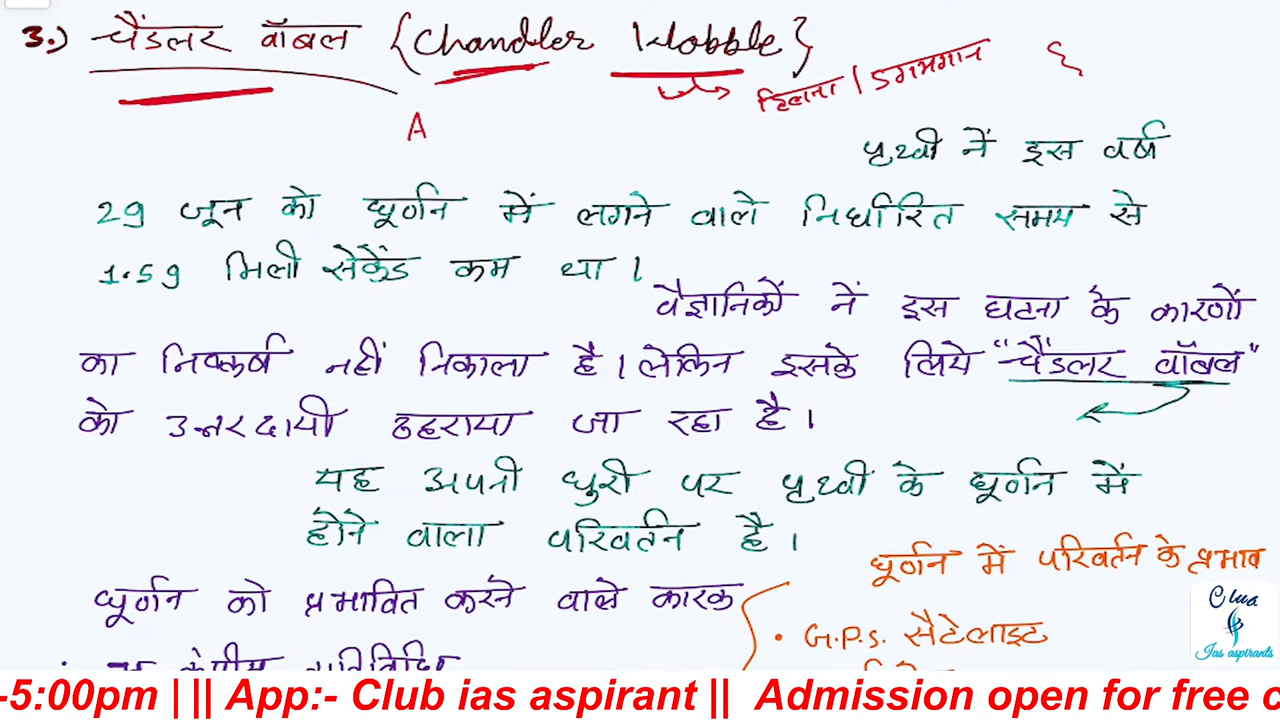 3.) चैंडलर वॉबल {Chandler Wobble}
हिलना / डगमगाना
A
पृथ्वी नें इस वर्ष
29 जून को घूर्णन में लगने वाले निर्धारित समय से
1.59 मिली सेकैंड कम था।
वैज्ञानिकों नें इस घटना के कारणों
का निष्कर्ष नहीं निकाला है। लेकिन इसके लिये "चैंडलर वॉबल"
को उत्तरदायी ठहराया जा रहा है।
यह अपनी धुरी पर पृथ्वी के घूर्णन में
होने वाला परिवर्तन है।
घूर्णन में परिवर्तन के प्रभाव
घूर्णन को प्रभावित करने वाले कारक
• G.P.S. सैटेलाइट
Club
Ias aspirants
-5:00pm | || App:- Club ias aspirant || Admission open for free c